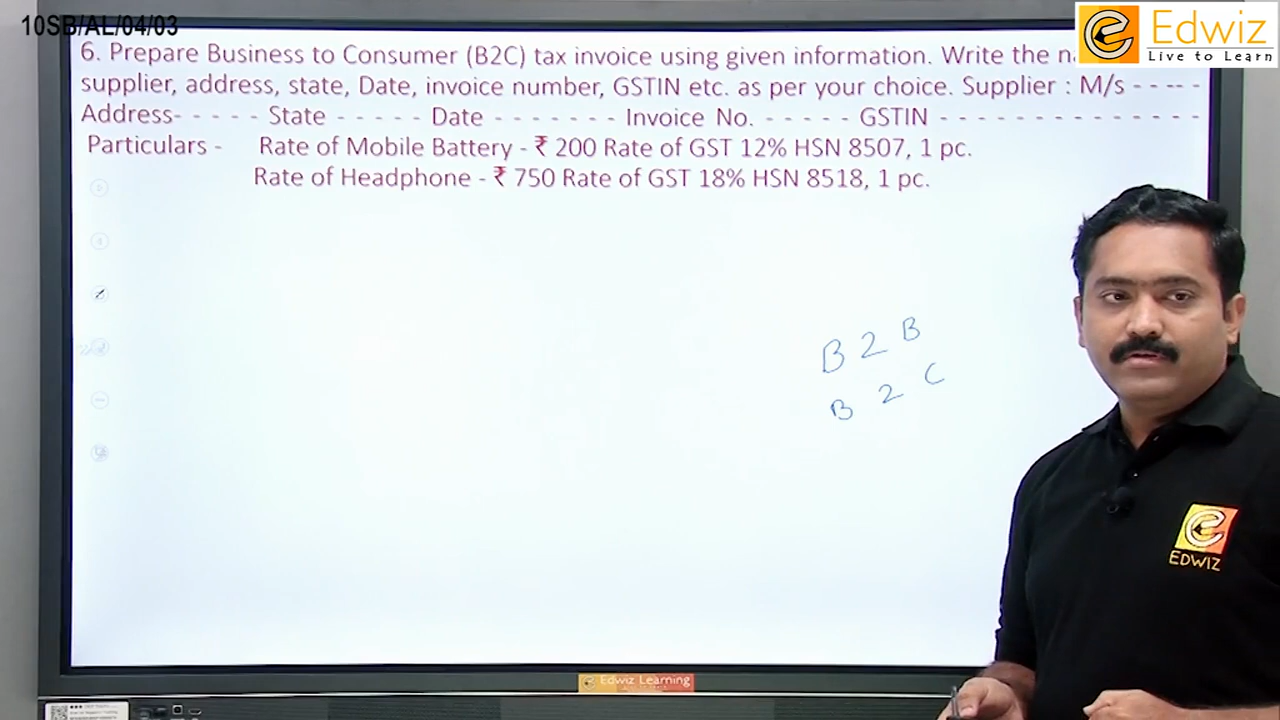 10SB/AL/04/03
Edwiz
Live to Learn
6. Prepare Business to Consumer (B2C) tax invoice using given information. Write the
supplier, address, state, Date, invoice number, GSTIN etc. as per your choice. Supplier : M/s - - -- -
Address- - - - - State - - - - - Date - - - - - - - Invoice No. - - - - - GSTIN - - - - - - - - - - - - - -
Particulars - Rate of Mobile Battery - ₹ 200 Rate of GST 12% HSN 8507, 1 pc.
Rate of Headphone - ₹ 750 Rate of GST 18% HSN 8518, 1 pc.
B 2 B
B 2 C
EDWIZ
Edwiz Learning